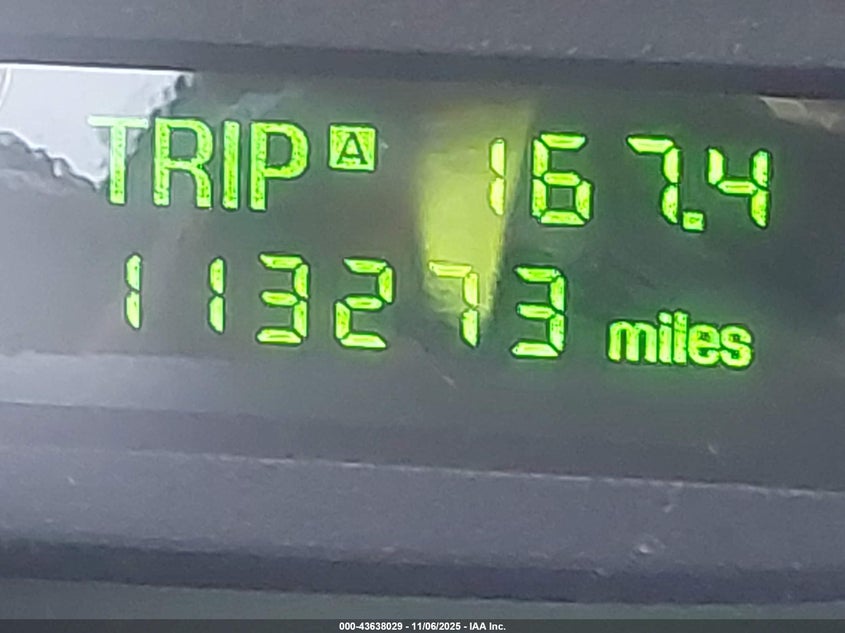 TRIP A 167.4
113273 miles
000-43638029 - 11/06/2025 - IAA Inc.